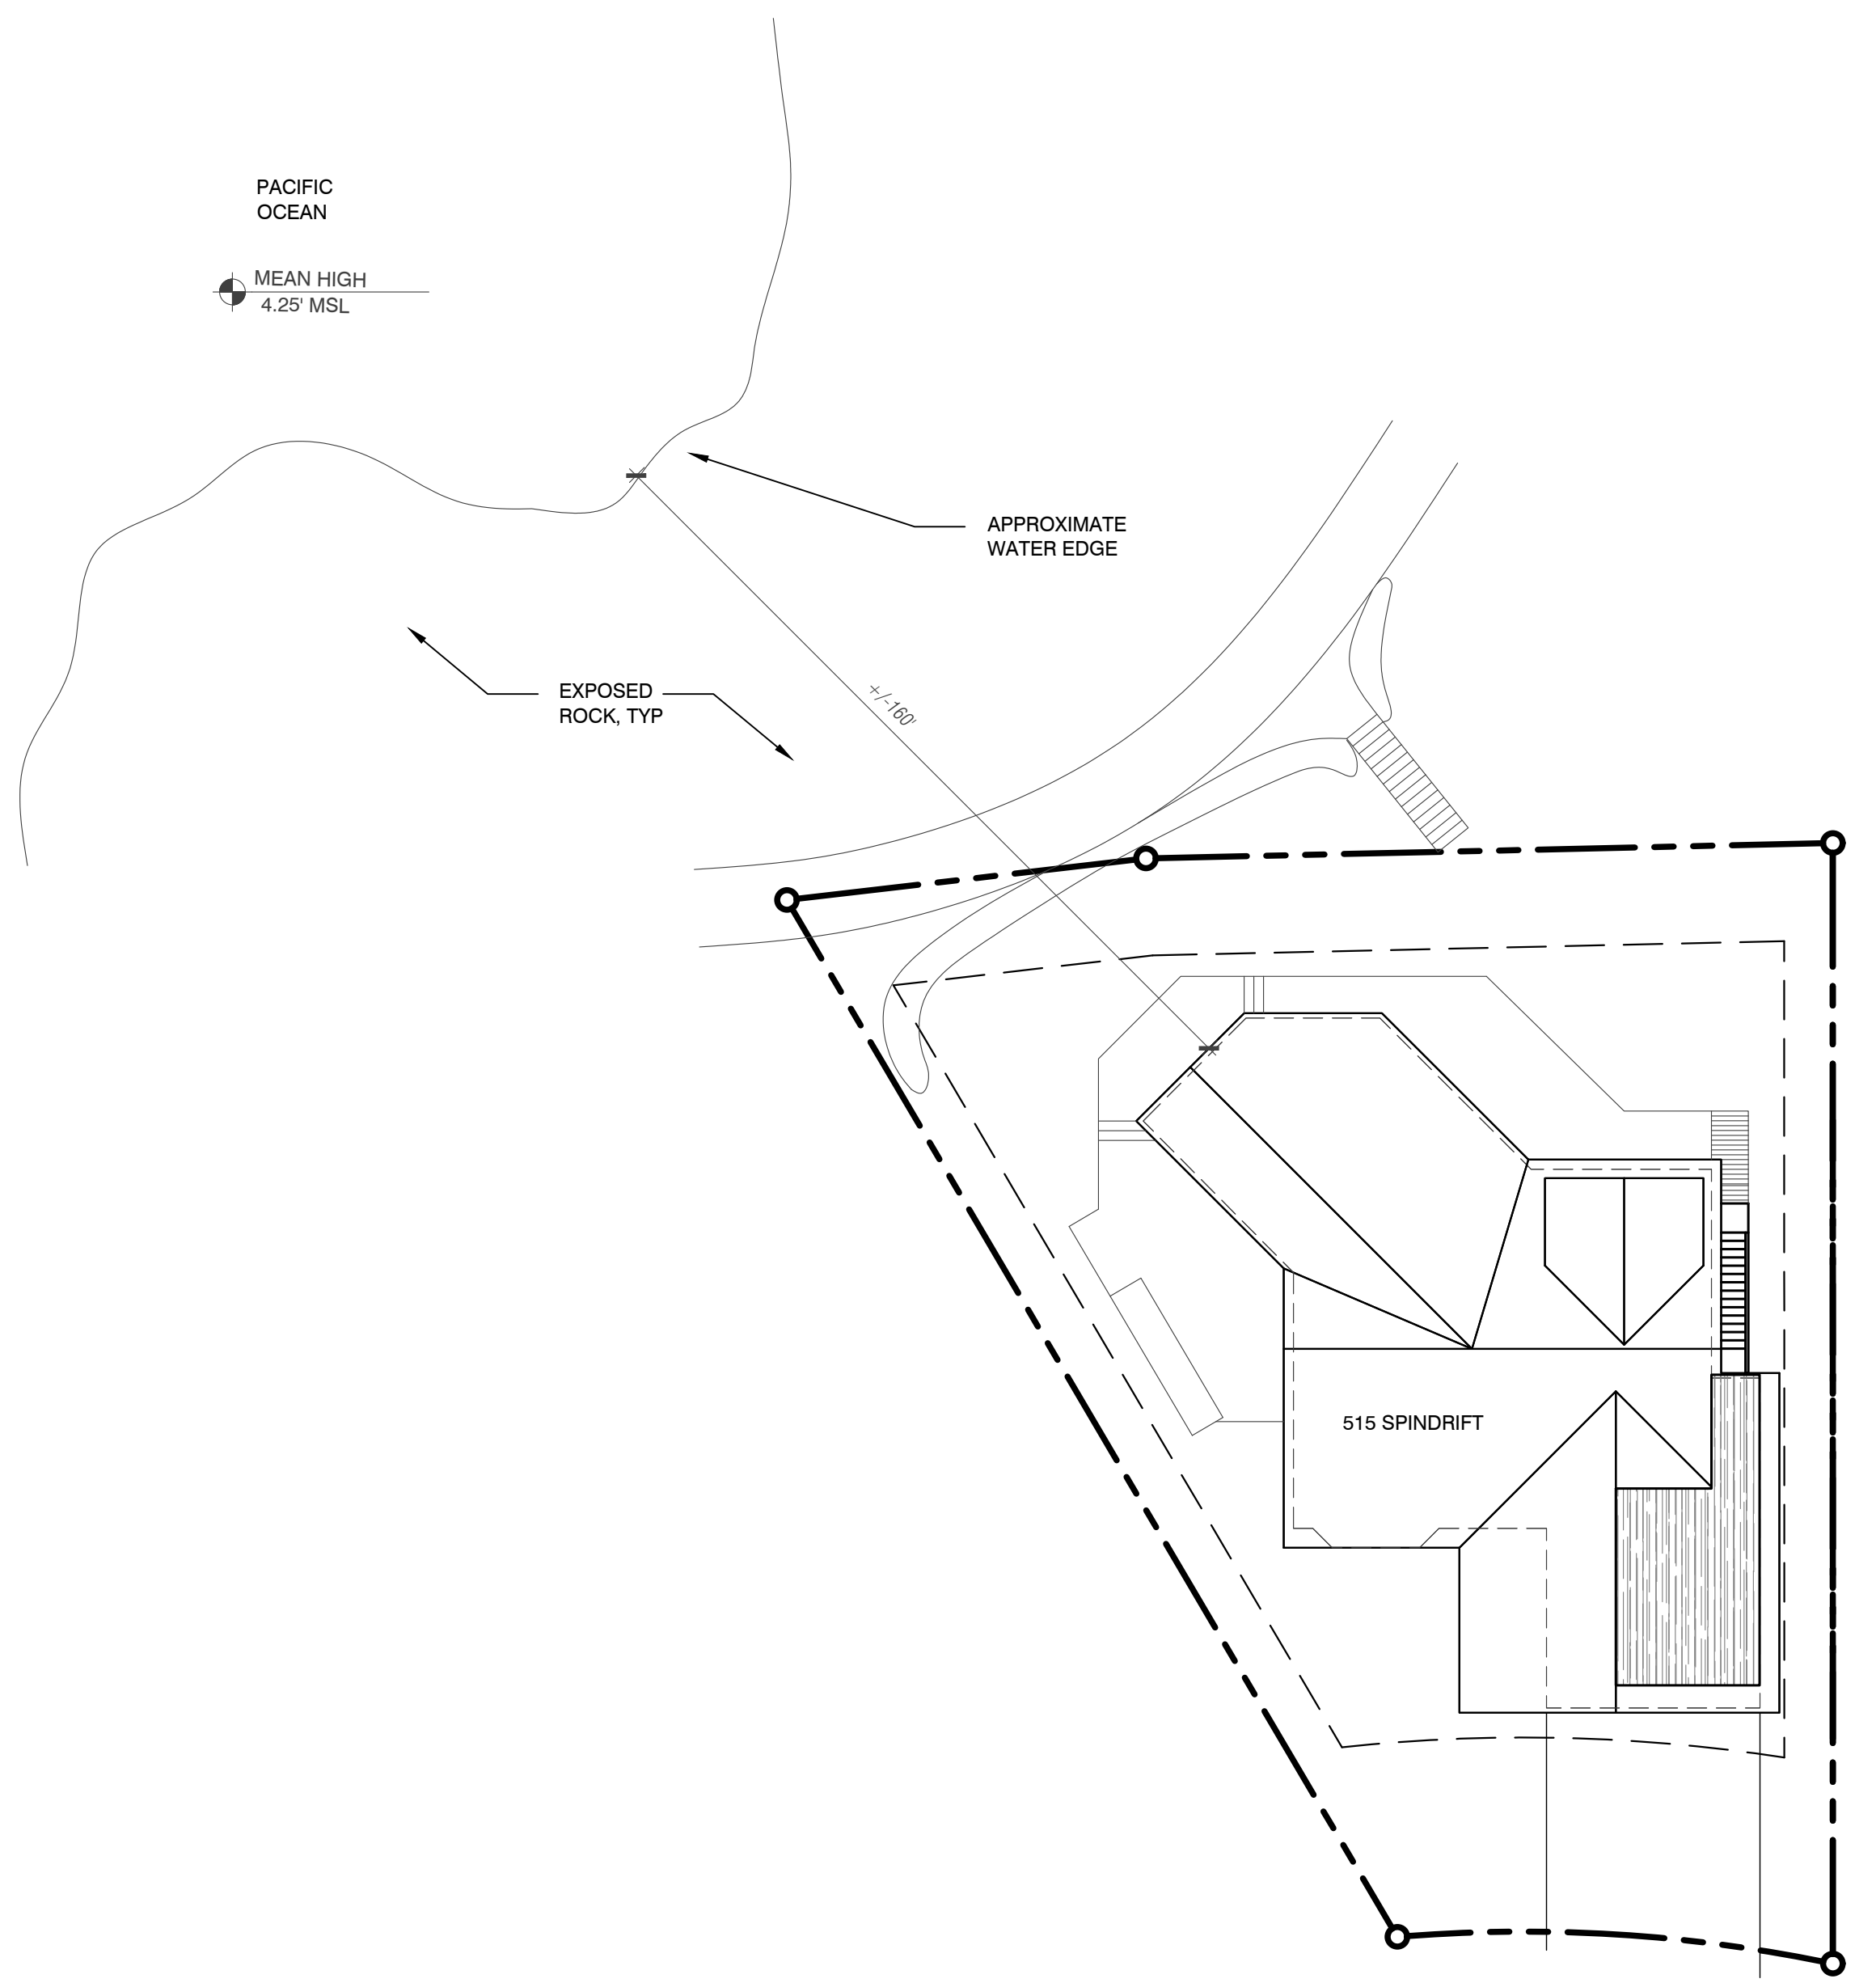 PACIFIC
OCEAN
MEAN HIGH
4.25' MSL
APPROXIMATE
WATER EDGE
EXPOSED
ROCK, TYP
+/-160'
515 SPINDRIFT